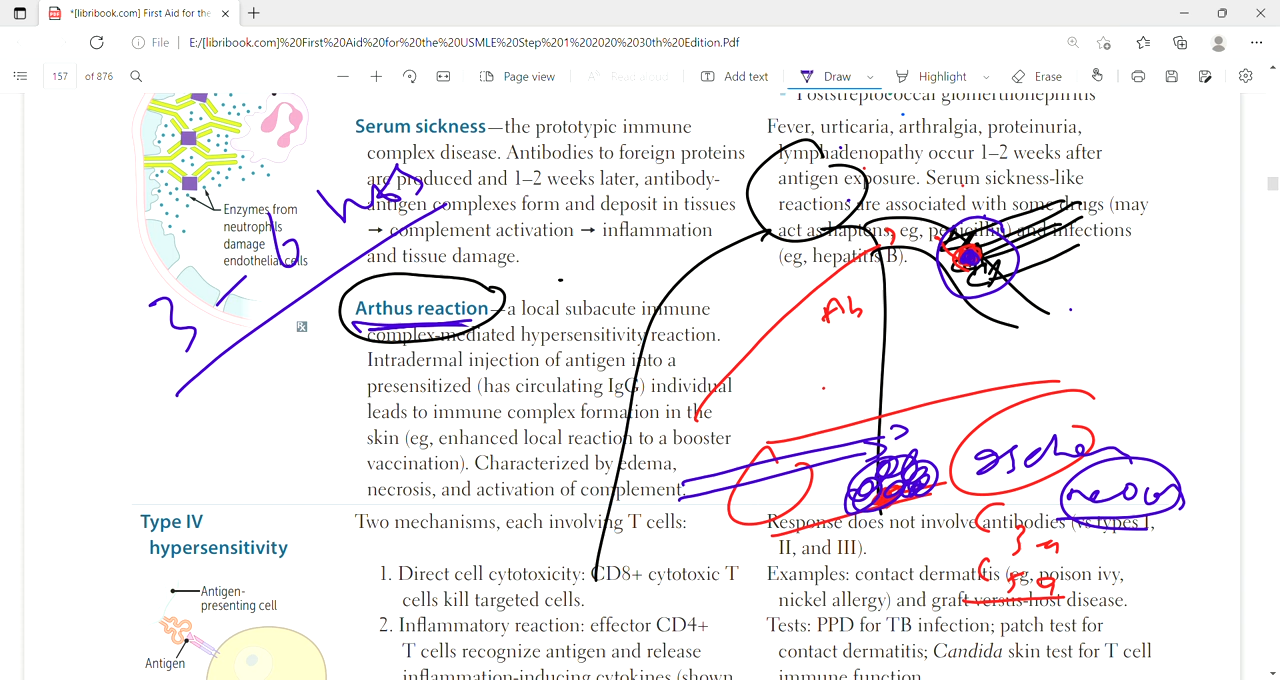 *[libribook.com] First Aid for the
File E:/[libribook.com]%20First%20Aid%20for%20the%20USMLE%20Step%201%202020%2030th%20Edition.Pdf
157 of 876
Page view
Read aloud
Add text
Draw
Highlight
Erase
Poststreptococcal glomerulonephritis
Enzymes from
neutrophils
damage
endothelial cells
Serum sickness—the prototypic immune
complex disease. Antibodies to foreign proteins
are produced and 1–2 weeks later, antibody-
antigen complexes form and deposit in tissues
→ complement activation → inflammation
and tissue damage.
Fever, urticaria, arthralgia, proteinuria,
lymphadenopathy occur 1–2 weeks after
antigen exposure. Serum sickness-like
reactions are associated with some drugs (may
act as haptens, eg, penicillin) and infections
(eg, hepatitis B).
3-6 hrs
Arthus reaction—a local subacute immune
complex-mediated hypersensitivity reaction.
Intradermal injection of antigen into a
presensitized (has circulating IgG) individual
leads to immune complex formation in the
skin (eg, enhanced local reaction to a booster
vaccination). Characterized by edema,
necrosis, and activation of complement.
Ab
C3a
C5a
Type IV
hypersensitivity
Antigen-
presenting cell
Antigen
Two mechanisms, each involving T cells:
1. Direct cell cytotoxicity: CD8+ cytotoxic T
cells kill targeted cells.
2. Inflammatory reaction: effector CD4+
T cells recognize antigen and release
inflammation-inducing cytokines (shown
Response does not involve antibodies (vs types I,
II, and III).
Examples: contact dermatitis (eg, poison ivy,
nickel allergy) and graft-versus-host disease.
Tests: PPD for TB infection; patch test for
contact dermatitis; Candida skin test for T cell
immune function.